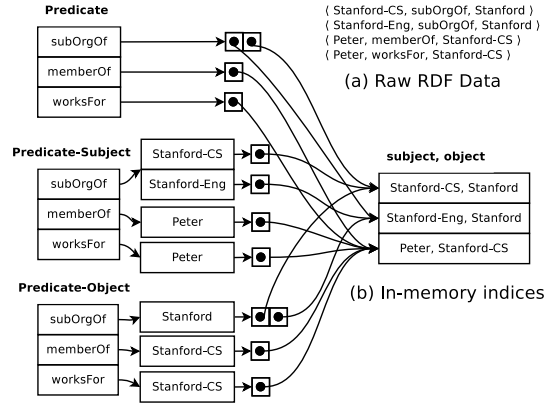 Predicate
subOrgOf
memberOf
worksFor
⟨ Stanford-CS, subOrgOf, Stanford ⟩
⟨ Stanford-Eng, subOrgOf, Stanford ⟩
⟨ Peter, memberOf, Stanford-CS ⟩
⟨ Peter, worksFor, Stanford-CS ⟩
(a) Raw RDF Data
Predicate-Subject
subOrgOf
memberOf
worksFor
Stanford-CS
Stanford-Eng
Peter
Peter
subject, object
Stanford-CS, Stanford
Stanford-Eng, Stanford
Peter, Stanford-CS
(b) In-memory indices
Predicate-Object
subOrgOf
memberOf
worksFor
Stanford
Stanford-CS
Stanford-CS